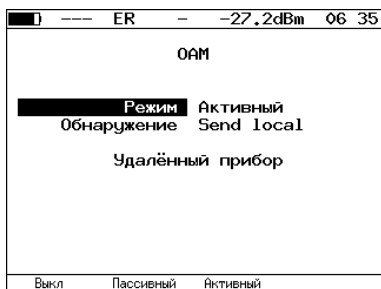 --- ER - -27.2dBm 06 35
OAM
Режим Активный
Обнаружение Send local
Удалённый прибор
Выкл Пассивный Активный